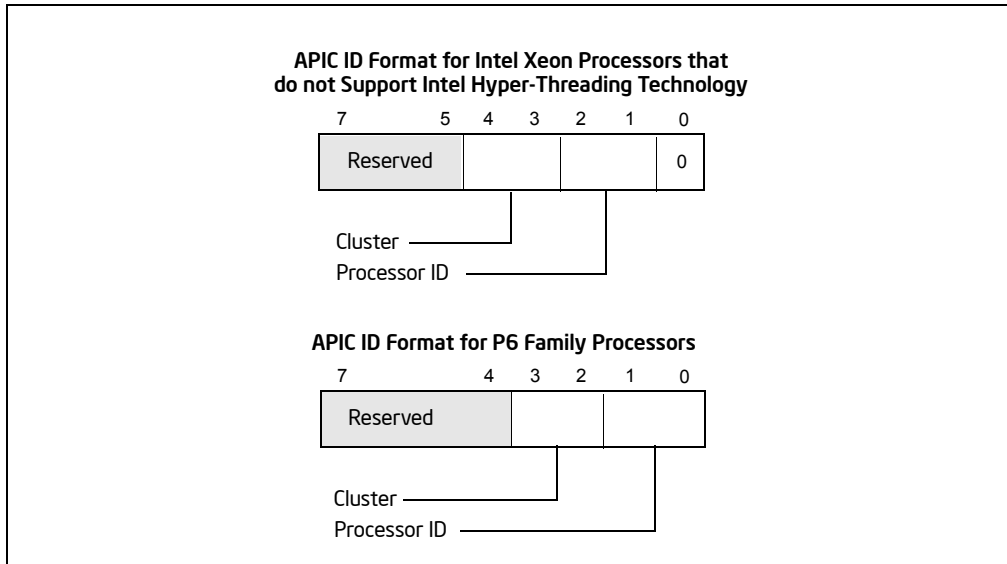 APIC ID Format for Intel Xeon Processors that
do not Support Intel Hyper-Threading Technology
7 5 4 3 2 1 0
Reserved 0
Cluster
Processor ID
APIC ID Format for P6 Family Processors
7 4 3 2 1 0
Reserved
Cluster
Processor ID